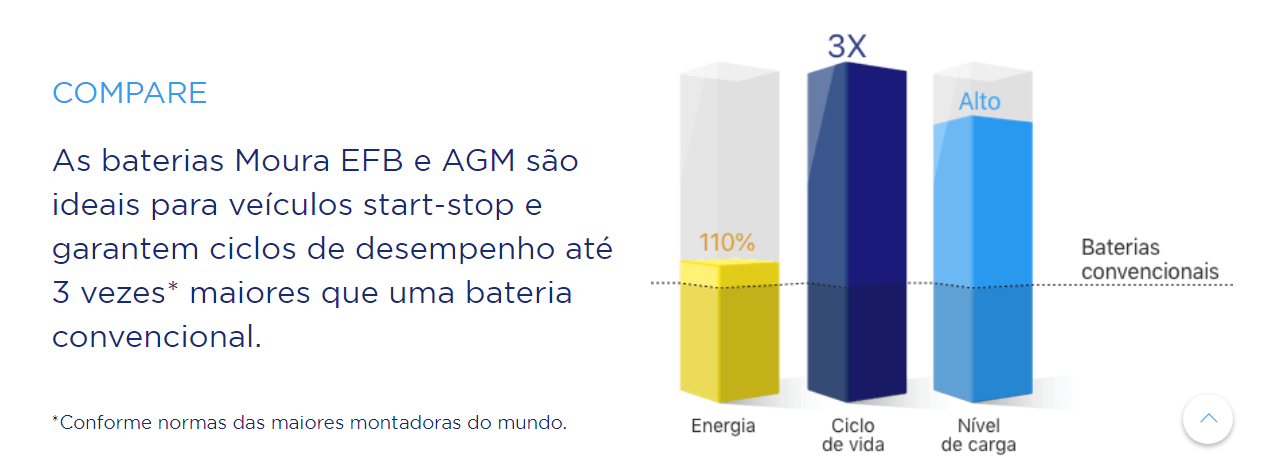 COMPARE
As baterias Moura EFB e AGM são
ideais para veículos start-stop e
garantem ciclos de desempenho até
3 vezes* maiores que uma bateria
convencional.
*Conforme normas das maiores montadoras do mundo.
3X
Alto
110%
Baterias
convencionais
Energia
Ciclo
de vida
Nível
de carga